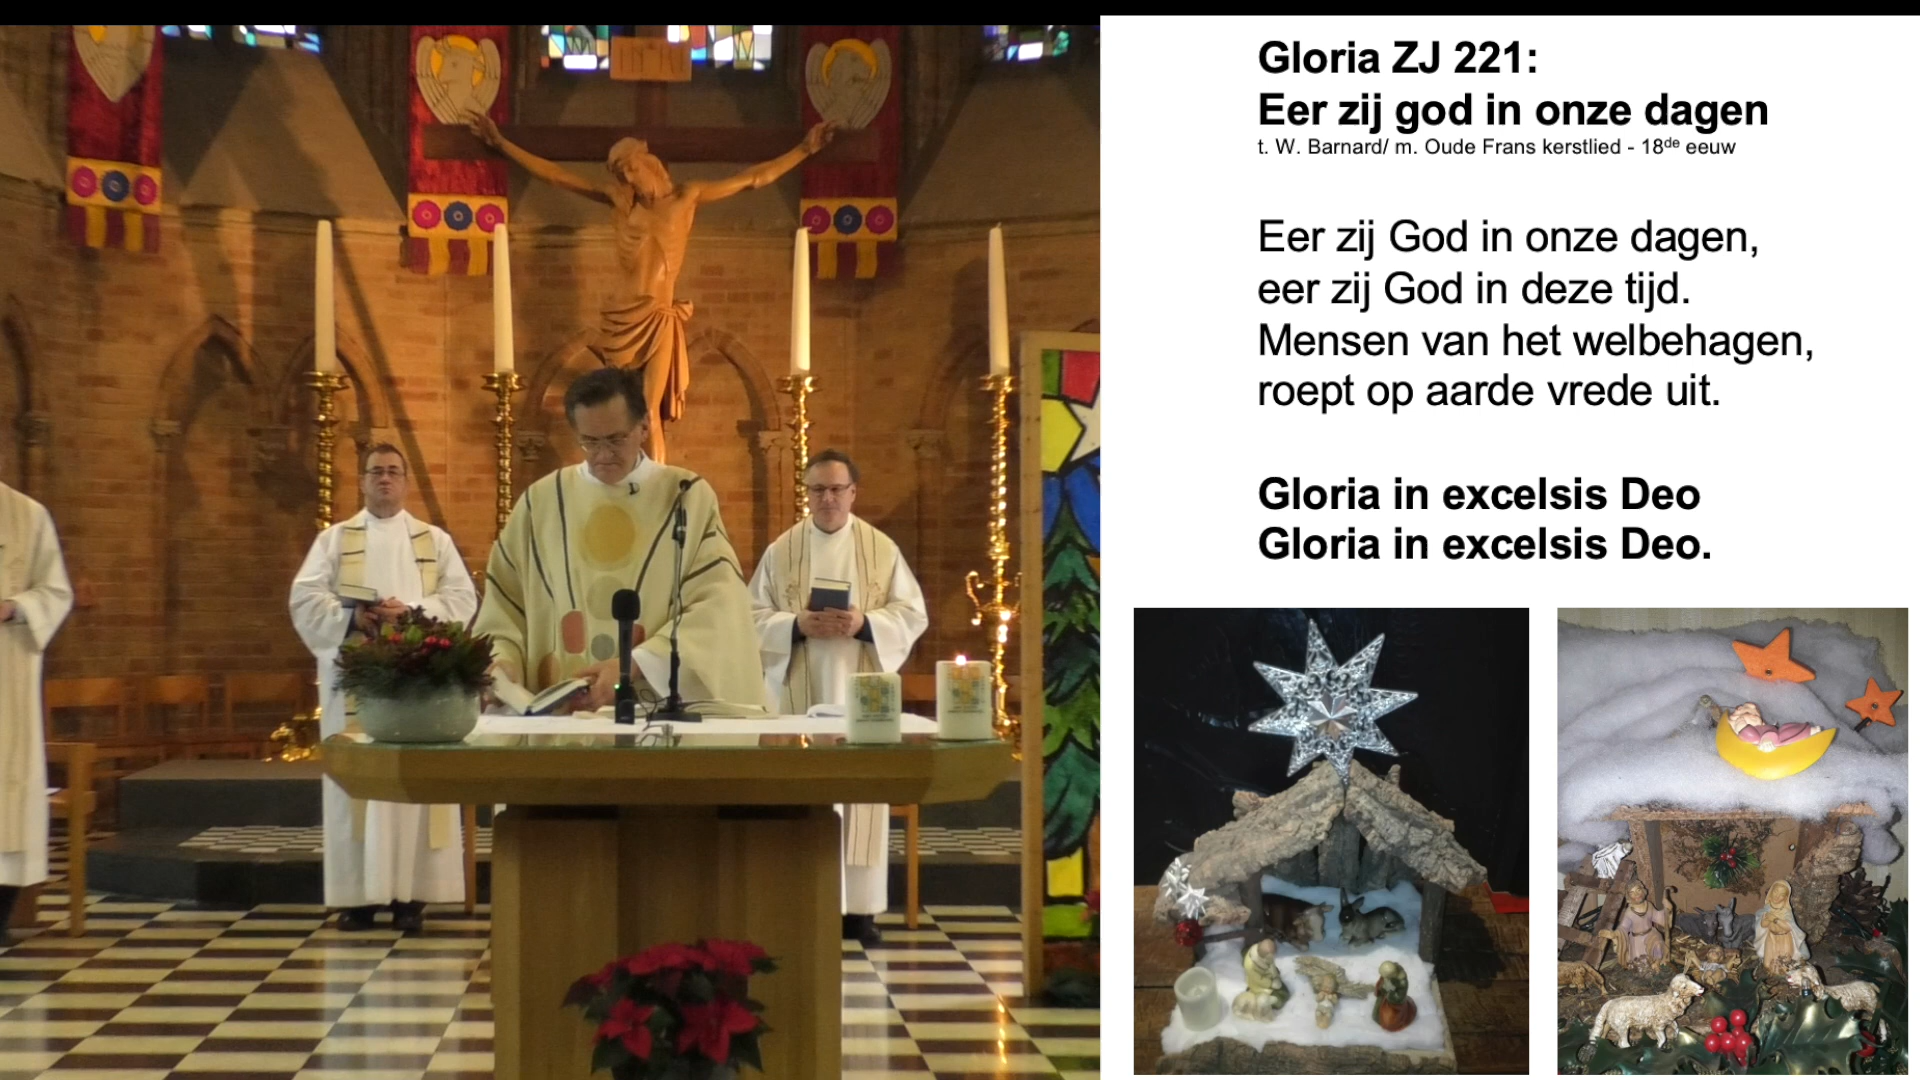 Gloria ZJ 221:
Eer zij god in onze dagen
t. W. Barnard/ m. Oude Frans kerstlied - 18de eeuw
Eer zij God in onze dagen,
eer zij God in deze tijd.
Mensen van het welbehagen,
roept op aarde vrede uit.
Gloria in excelsis Deo
Gloria in excelsis Deo.